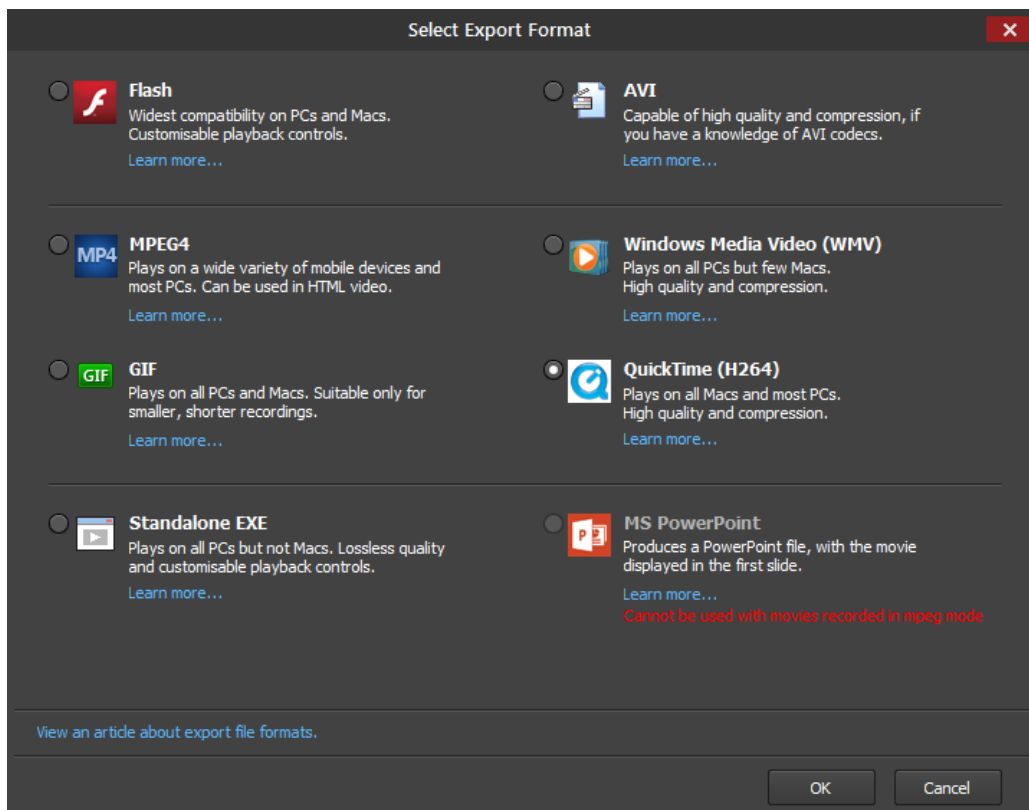 Select Export Format
Flash
Widest compatibility on PCs and Macs.
Customisable playback controls.
Learn more...
AVI
Capable of high quality and compression, if
you have a knowledge of AVI codecs.
Learn more...
MP4
MPEG4
Plays on a wide variety of mobile devices and
most PCs. Can be used in HTML video.
Learn more...
Windows Media Video (WMV)
Plays on all PCs but few Macs.
High quality and compression.
Learn more...
GIF
GIF
Plays on all PCs and Macs. Suitable only for
smaller, shorter recordings.
Learn more...
QuickTime (H264)
Plays on all Macs and most PCs.
High quality and compression.
Learn more...
Standalone EXE
Plays on all PCs but not Macs. Lossless quality
and customisable playback controls.
Learn more...
P
MS PowerPoint
Produces a PowerPoint file, with the movie
displayed in the first slide.
Learn more...
Cannot be used with movies recorded in mpeg mode
View an article about export file formats.
OK
Cancel